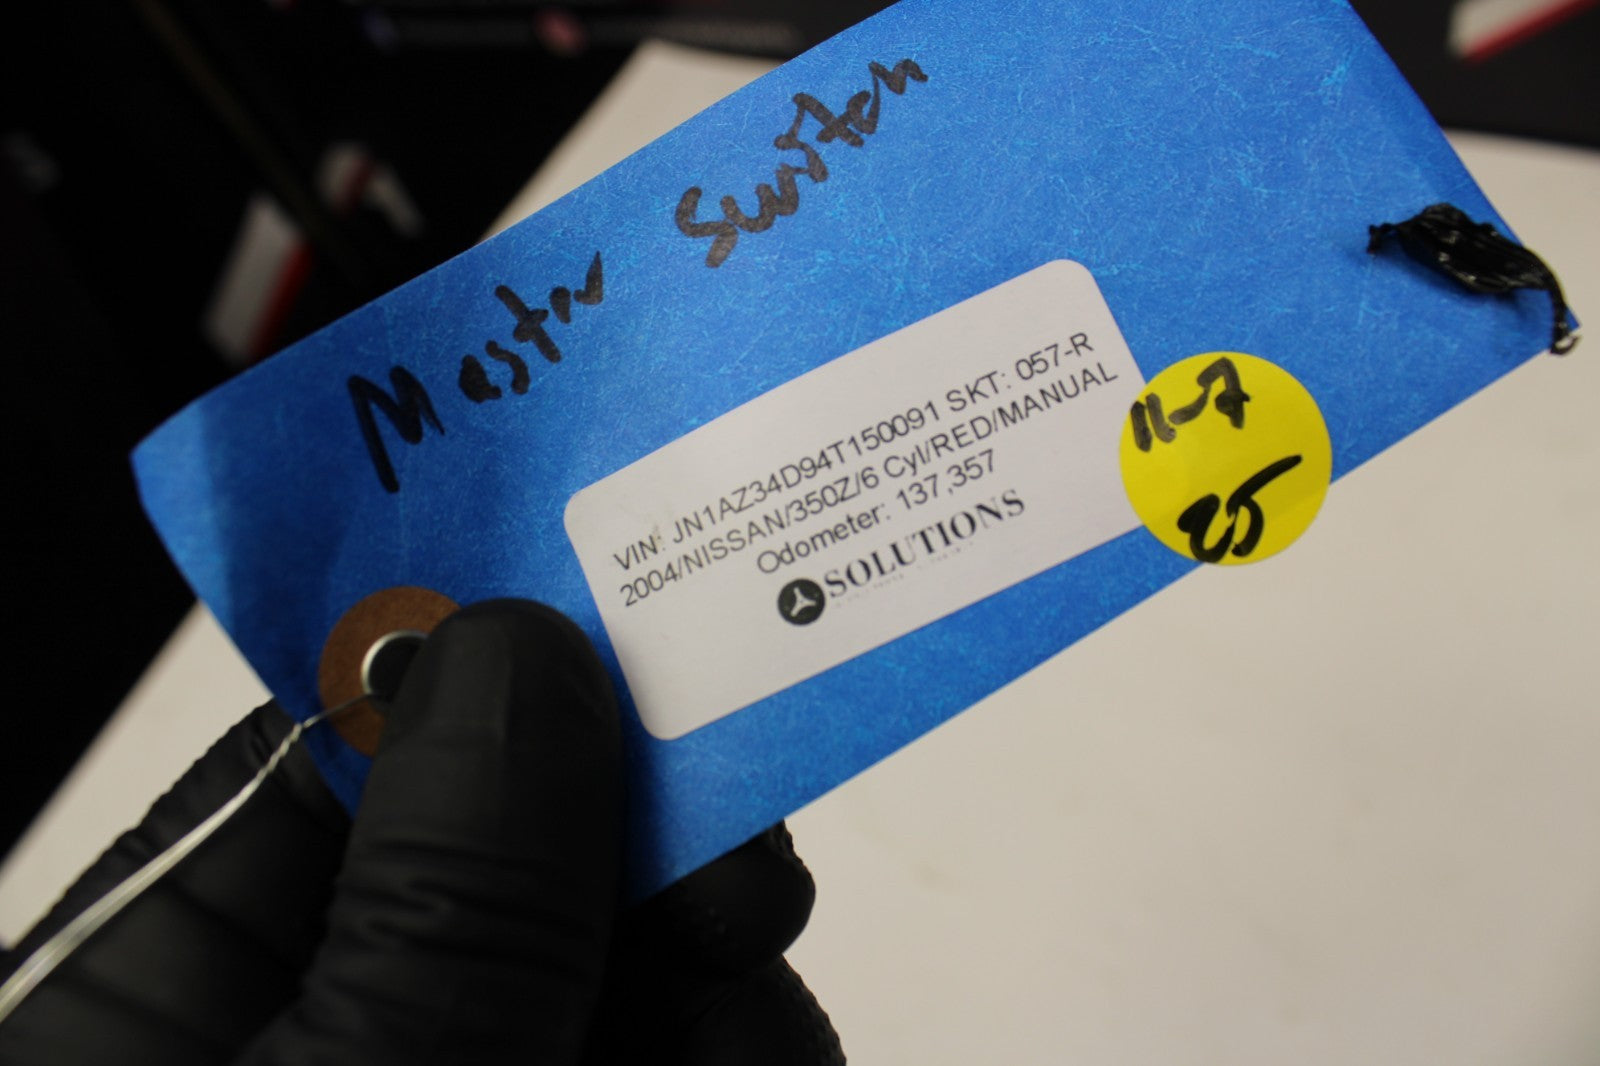 Master Switch
VIN: JN1AZ34D94T150091 SKT: 057-R
2004/NISSAN/350Z/6 Cyl/RED/MANUAL
Odometer: 137,357
SOLUTIONS
11-7